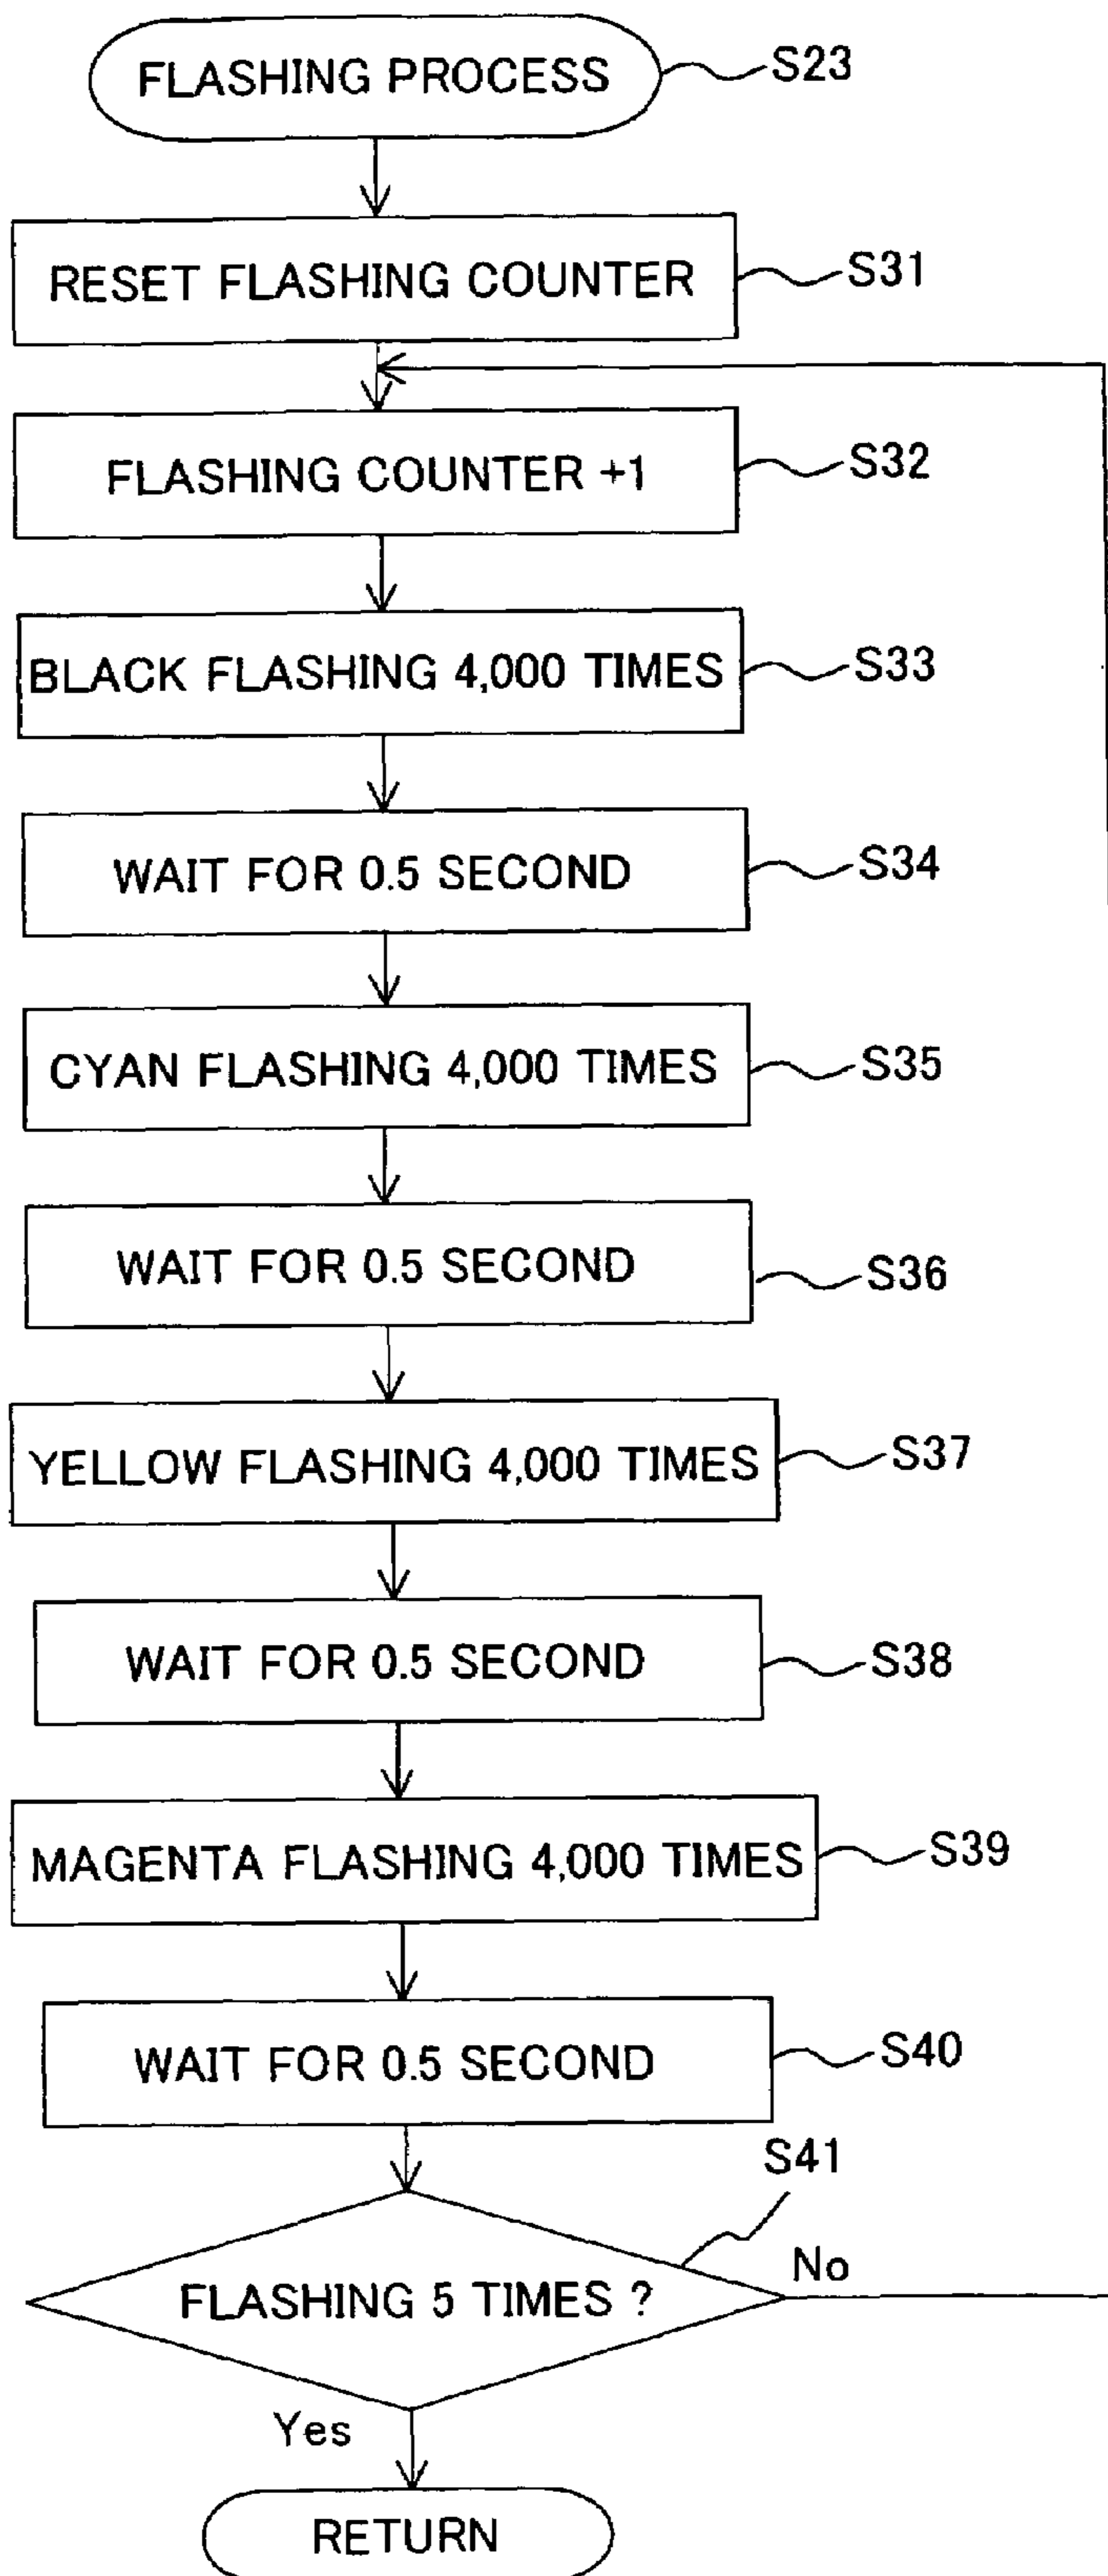 FLASHING PROCESS
S23
RESET FLASHING COUNTER
S31
FLASHING COUNTER +1
S32
BLACK FLASHING 4,000 TIMES
S33
WAIT FOR 0.5 SECOND
S34
CYAN FLASHING 4,000 TIMES
S35
WAIT FOR 0.5 SECOND
S36
YELLOW FLASHING 4,000 TIMES
S37
WAIT FOR 0.5 SECOND
S38
MAGENTA FLASHING 4,000 TIMES
S39
WAIT FOR 0.5 SECOND
S40
S41
FLASHING 5 TIMES ?
No
Yes
RETURN